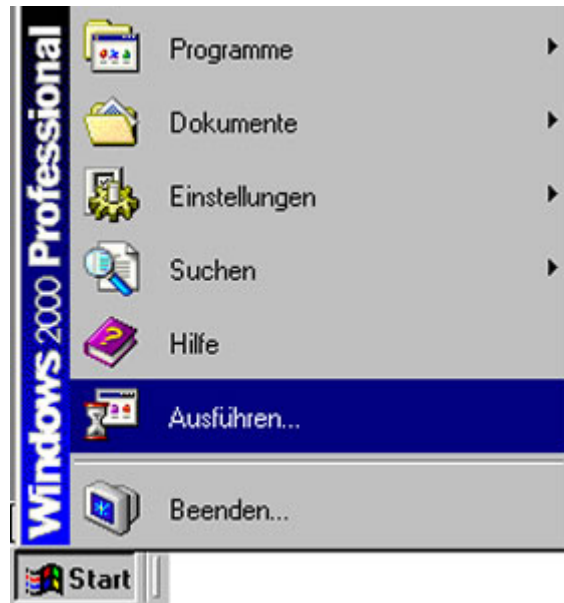 Windows 2000 Professional
Programme
Dokumente
Einstellungen
Suchen
Hilfe
Ausführen...
Beenden...
Start